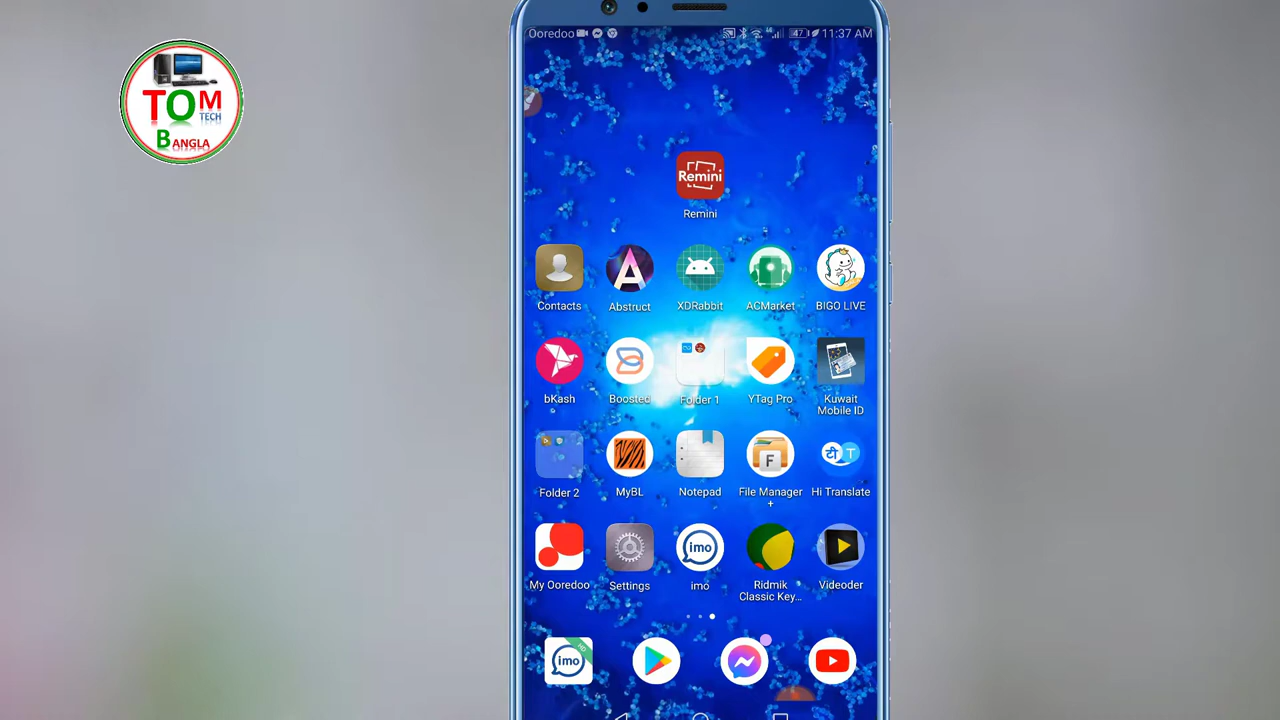 TOM
TECH
BANGLA
Ooredoo 47 11:37 AM
Remini
Remini
Contacts Abstruct XDRabbit ACMarket BIGO LIVE
bKash Boosted Folder 1 YTag Pro Kuwait
Mobile ID
Folder 2 MyBL Notepad File Manager Hi Translate
+
F
टी T
imo
My Ooredoo Settings imo Ridmik Videoder
Classic Key...
imo HD